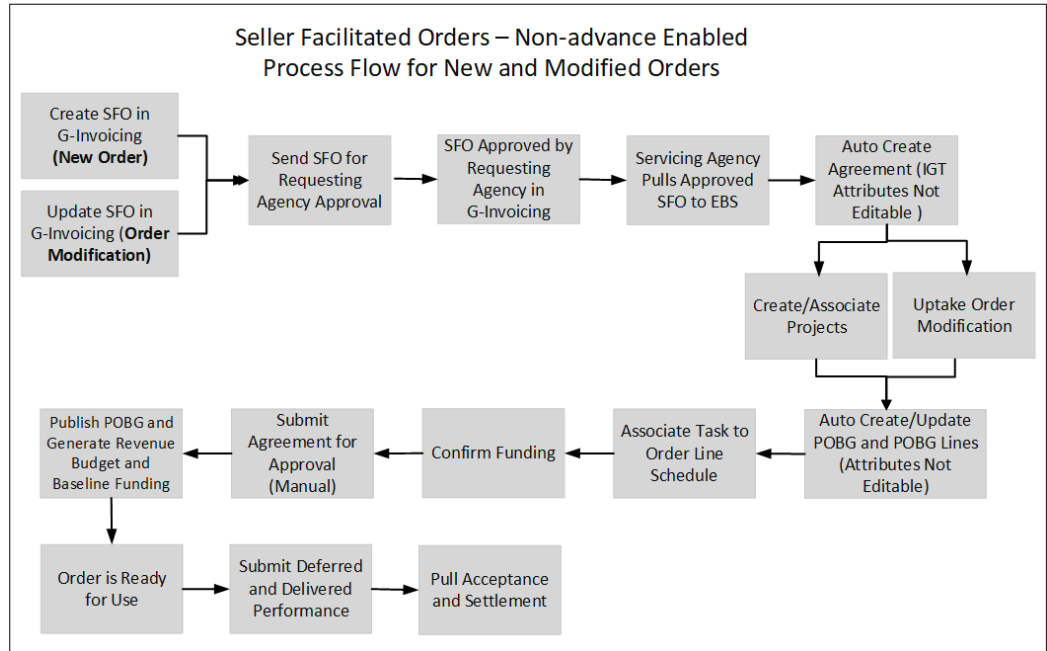 Seller Facilitated Orders – Non-advance Enabled
Process Flow for New and Modified Orders
Create SFO in
G-Invoicing
(New Order)
Update SFO in
G-Invoicing (Order
Modification)
Send SFO for
Requesting
Agency Approval
SFO Approved by
Requesting
Agency in
G-Invoicing
Servicing Agency
Pulls Approved
SFO to EBS
Auto Create
Agreement (IGT
Attributes Not
Editable )
Create/Associate
Projects
Uptake Order
Modification
Auto Create/Update
POBG and POBG Lines
(Attributes Not
Editable)
Associate Task to
Order Line
Schedule
Confirm Funding
Submit
Agreement for
Approval
(Manual)
Publish POBG and
Generate Revenue
Budget and
Baseline Funding
Order is Ready
for Use
Submit Deferred
and Delivered
Performance
Pull Acceptance
and Settlement